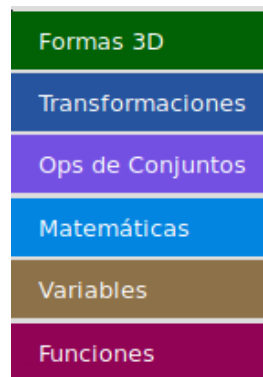 Formas 3D
Transformaciones
Ops de Conjuntos
Matemáticas
Variables
Funciones